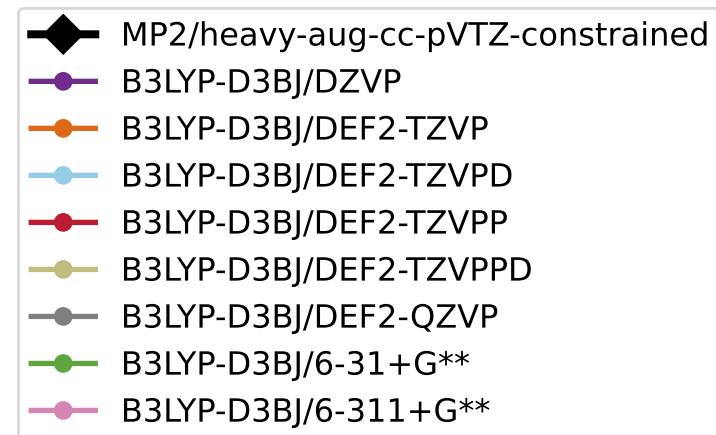 MP2/heavy-aug-cc-pVTZ-constrained
B3LYP-D3BJ/DZVP
B3LYP-D3BJ/DEF2-TZVP
B3LYP-D3BJ/DEF2-TZVPD
B3LYP-D3BJ/DEF2-TZVPP
B3LYP-D3BJ/DEF2-TZVPPD
B3LYP-D3BJ/DEF2-QZVP
B3LYP-D3BJ/6-31+G**
B3LYP-D3BJ/6-311+G**